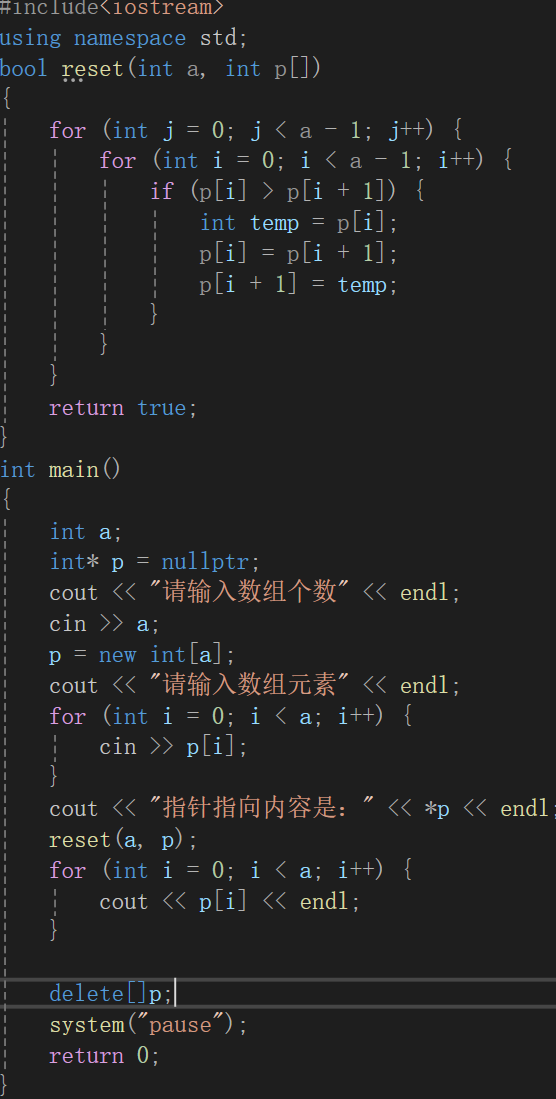 #include<iostream>
using namespace std;
bool reset(int a, int p[])
{
    for (int j = 0; j < a - 1; j++) {
        for (int i = 0; i < a - 1; i++) {
            if (p[i] > p[i + 1]) {
                int temp = p[i];
                p[i] = p[i + 1];
                p[i + 1] = temp;
            }
        }
    }
    return true;
}
int main()
{
    int a;
    int* p = nullptr;
    cout << "请输入数组个数" << endl;
    cin >> a;
    p = new int[a];
    cout << "请输入数组元素" << endl;
    for (int i = 0; i < a; i++) {
        cin >> p[i];
    }
    cout << "指针指向内容是：" << *p << endl;
    reset(a, p);
    for (int i = 0; i < a; i++) {
        cout << p[i] << endl;
    }

    delete[]p;
    system("pause");
    return 0;
}